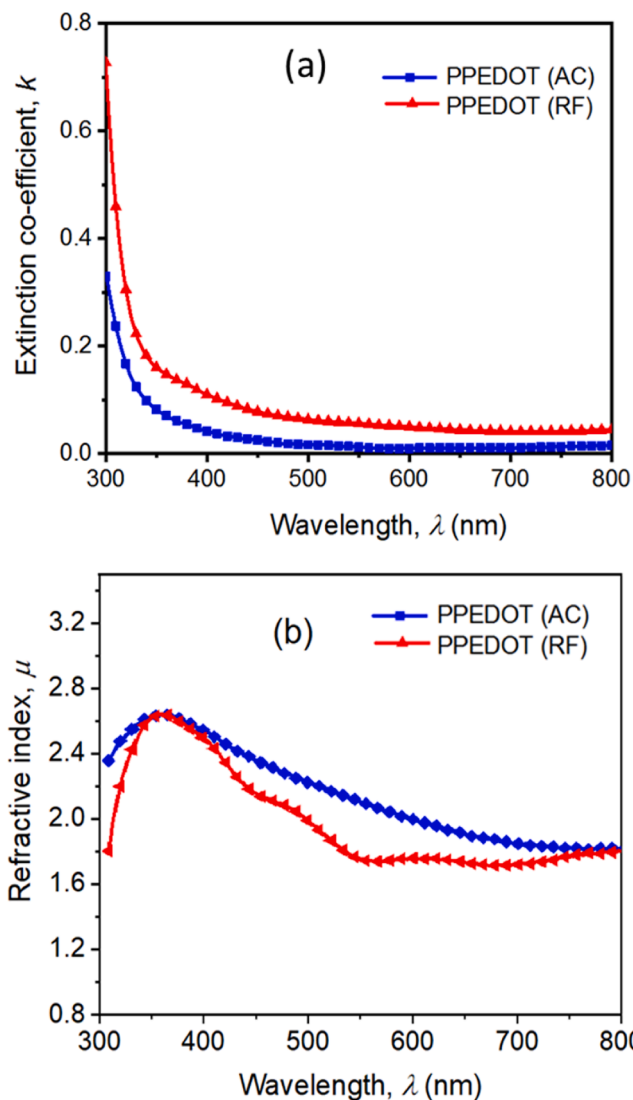 (a)
PPEDOT (AC)
PPEDOT (RF)
Extinction co-efficient, k
0.8
0.6
0.4
0.2
0.0
300 400 500 600 700 800
Wavelength, λ (nm)
(b)
PPEDOT (AC)
PPEDOT (RF)
Refractive index, μ
3.2
2.8
2.4
2.0
1.6
1.2
0.8
300 400 500 600 700 800
Wavelength, λ (nm)